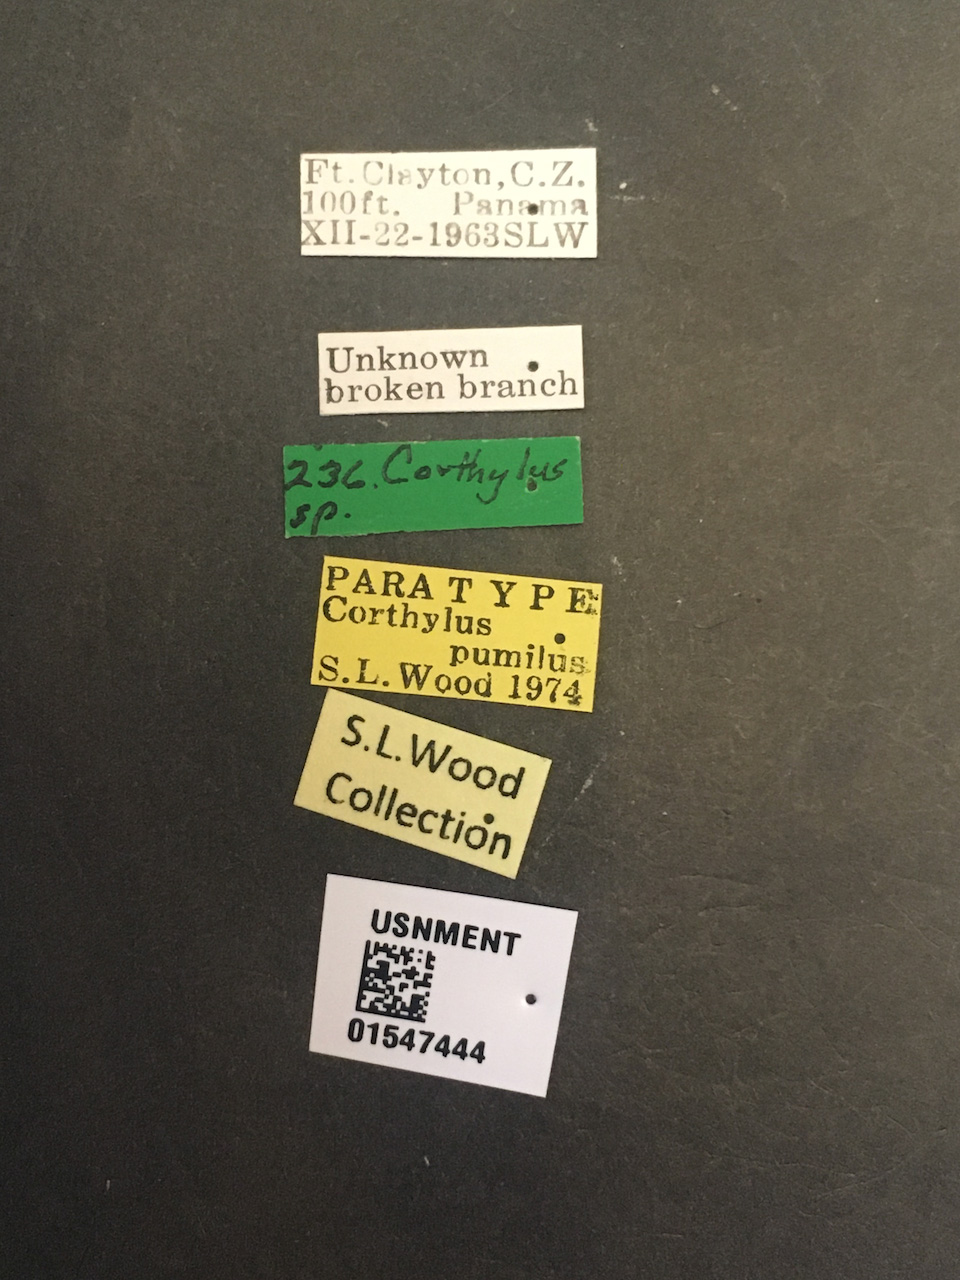 Ft. Clayton, C.Z.
100ft. Panama
XII-22-1963SLW
Unknown
broken branch
236. Corthylus
sp.
PARATYPE
Corthylus
pumilus
S.L. Wood 1974
S.L.Wood
Collection
USNMENT
01547444